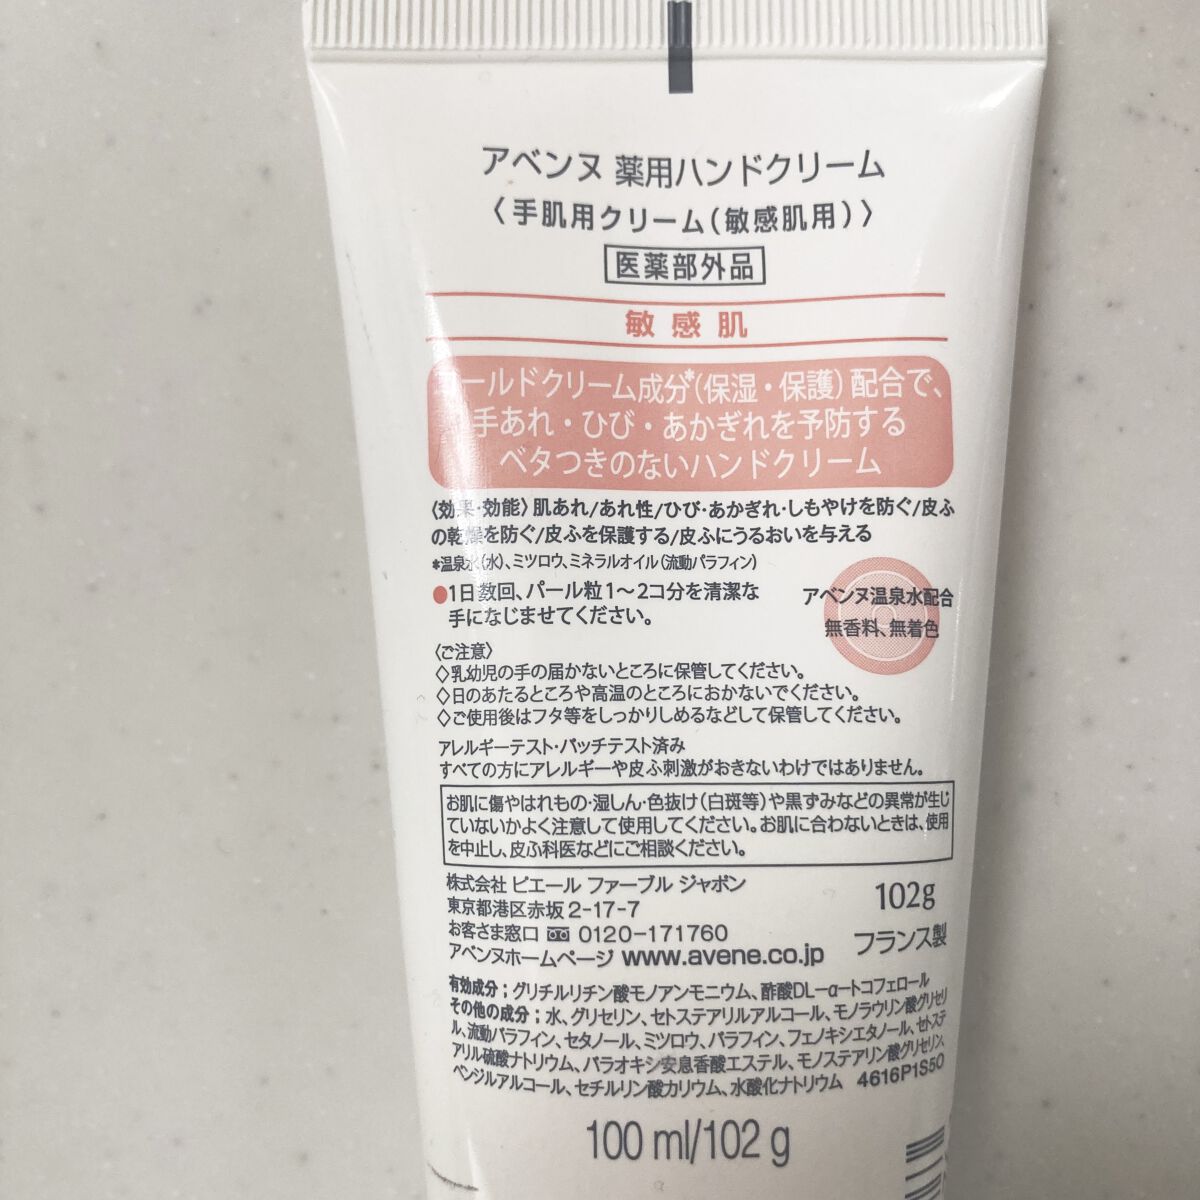 アベンヌ 薬用ハンドクリーム
〈手肌用クリーム(敏感肌用)〉
医薬部外品
敏感肌
コールドクリーム成分*(保湿・保護)配合で、
手あれ・ひび・あかぎれを予防する
ベタつきのないハンドクリーム
〈効果・効能〉肌あれ/あれ性/ひび・あかぎれ・しもやけを防ぐ/皮ふ
の乾燥を防ぐ/皮ふを保護する/皮ふにうるおいを与える
*温泉水(水)、ミツロウ、ミネラルオイル(流動パラフィン)
●1日数回、パール粒1〜2コ分を清潔な
手になじませてください。
アベンヌ温泉水配合
無香料、無着色
〈ご注意〉
◇乳幼児の手の届かないところに保管してください。
◇日のあたるところや高温のところにおかないでください。
◇ご使用後はフタ等をしっかりしめるなどして保管してください。
アレルギーテスト・パッチテスト済み
すべての方にアレルギーや皮ふ刺激がおきないわけではありません。
お肌に傷やはれもの・湿しん・色抜け(白斑等)や黒ずみなどの異常が生じ
ていないかよく注意して使用してください。お肌に合わないときは、使用
を中止し、皮ふ科医などにご相談ください。
株式会社 ピエール ファーブル ジャポン
東京都港区赤坂2-17-7
お客さま窓口 0120-171760
アベンヌホームページ www.avene.co.jp
102g
フランス製
有効成分；グリチルリチン酸モノアンモニウム、酢酸DL-α-トコフェロール
その他の成分；水、グリセリン、セトステアリルアルコール、モノラウリン酸グリセリ
ル、流動パラフィン、セタノール、ミツロウ、パラフィン、フェノキシエタノール、セトステ
アリル硫酸ナトリウム、パラオキシ安息香酸エステル、モノステアリン酸グリセリン、
ベンジルアルコール、セチルリン酸カリウム、水酸化ナトリウム 4616P1S50
100 ml/102 g